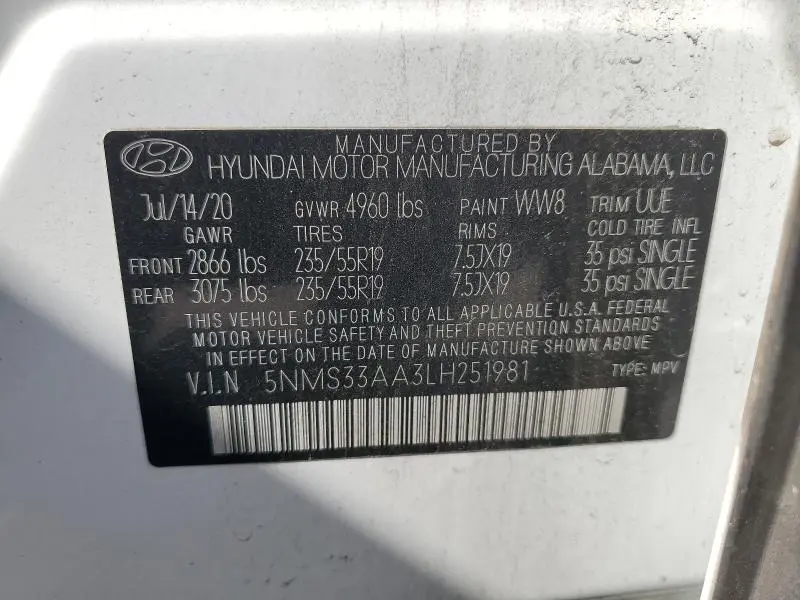 MANUFACTURED BY
HYUNDAI MOTOR MANUFACTURING ALABAMA, LLC
Jul/14/20 GVWR 4960 lbs PAINT WW8 TRIM UUE
GAWR TIRES RIMS COLD TIRE INFL
FRONT 2866 lbs 235/55R19 7.5JX19 35 psi SINGLE
REAR 3075 lbs 235/55R19 7.5JX19 35 psi SINGLE
THIS VEHICLE CONFORMS TO ALL APPLICABLE U.S.A. FEDERAL
MOTOR VEHICLE SAFETY AND THEFT PREVENTION STANDARDS
IN EFFECT ON THE DATE OF MANUFACTURE SHOWN ABOVE
V.I.N 5NMS33AA3LH251981 TYPE: MPV